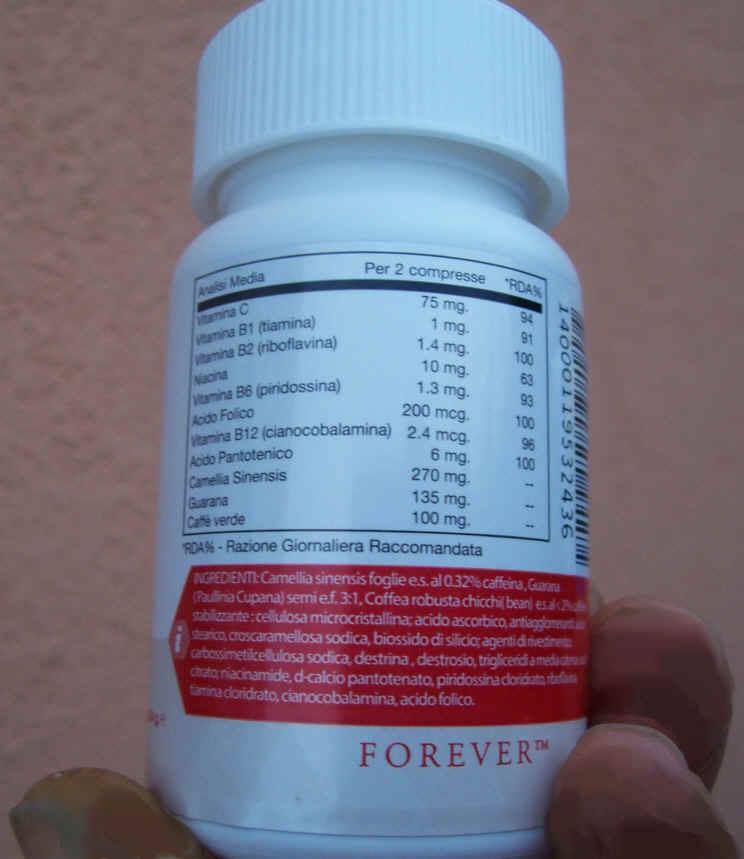 Analisi Media Per 2 compresse *RDA%
Vitamina C 75 mg. 94
Vitamina B1 (tiamina) 1 mg. 91
Vitamina B2 (riboflavina) 1.4 mg. 100
Niacina 10 mg. 63
Vitamina B6 (piridossina) 1.3 mg. 93
Acido Folico 200 mcg. 100
Vitamina B12 (cianocobalamina) 2.4 mcg. 96
Acido Pantotenico 6 mg. 100
Camellia Sinensis 270 mg. --
Guarana 135 mg. --
Caffè verde 100 mg. --
*RDA% - Razione Giornaliera Raccomandata
1400011953243 6
INGREDIENTI: Camellia sinensis foglie e.s. al 0.32% caffeina, Guarana
(Paullinia Cupana) semi e.f. 3:1, Coffea robusta chicchi( bean) e.s. al <2%
stabilizzante : cellulosa microcristallina; acido ascorbico,
stearico, croscaramellosa sodica, biossido di silicio; agenti di rivestimento:
carbossimetilcellulosa sodica, destrina , destrosio, trigliceridi a media
citrato; niacinamide, d-calcio pantotenato, piridossina cloridrato, riboflavina
tiamina cloridrato, cianocobalamina, acido folico.
i
FOREVER™